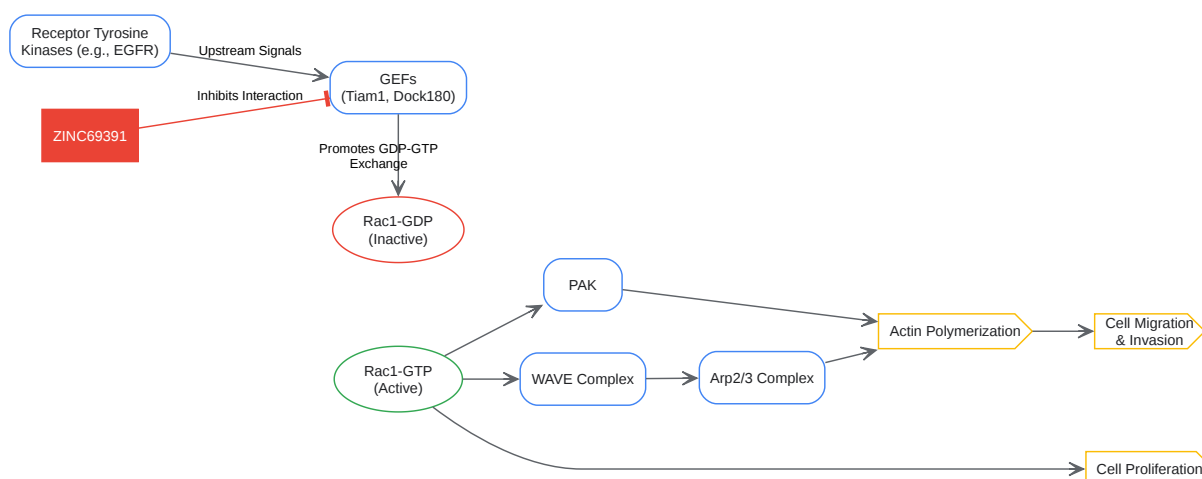 Receptor Tyrosine
Kinases (e.g., EGFR)
Upstream Signals
GEFs
(Tiam1, Dock180)
Inhibits Interaction
ZINC69391
Promotes GDP-GTP
Exchange
Rac1-GDP
(Inactive)
PAK
Actin Polymerization
Cell Migration
& Invasion
Rac1-GTP
(Active)
WAVE Complex
Arp2/3 Complex
Cell Proliferation